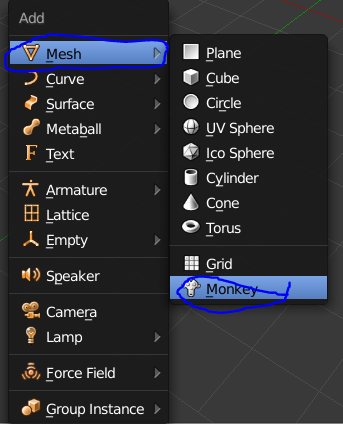 Add
Mesh
Curve
Surface
Metaball
Text
Armature
Lattice
Empty
Speaker
Camera
Lamp
Force Field
Group Instance
Plane
Cube
Circle
UV Sphere
Ico Sphere
Cylinder
Cone
Torus
Grid
Monkey